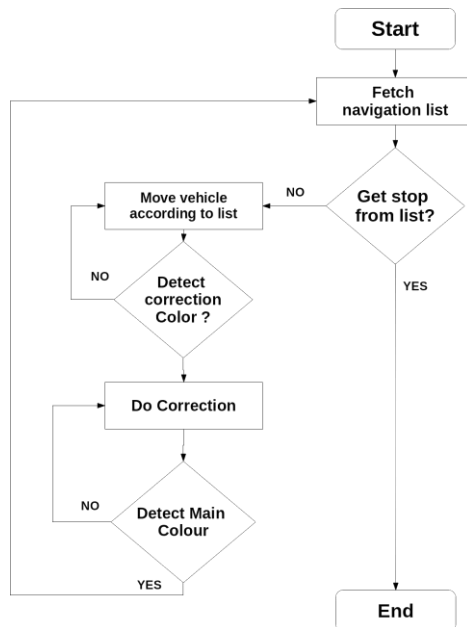 Start
Fetch
navigation list
Get stop
from list?
NO
YES
Move vehicle
according to list
Detect
correction
Color ?
NO
Do Correction
Detect Main
Colour
NO
YES
End